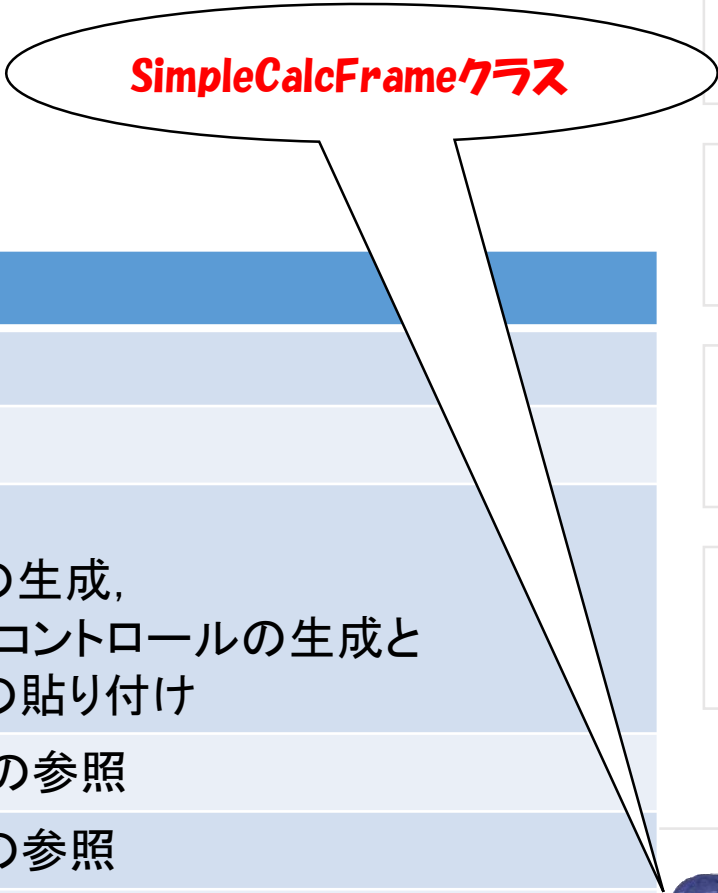 SimpleCalcFrameクラス
の生成,
コントロールの生成と
の貼り付け
の参照
の参照